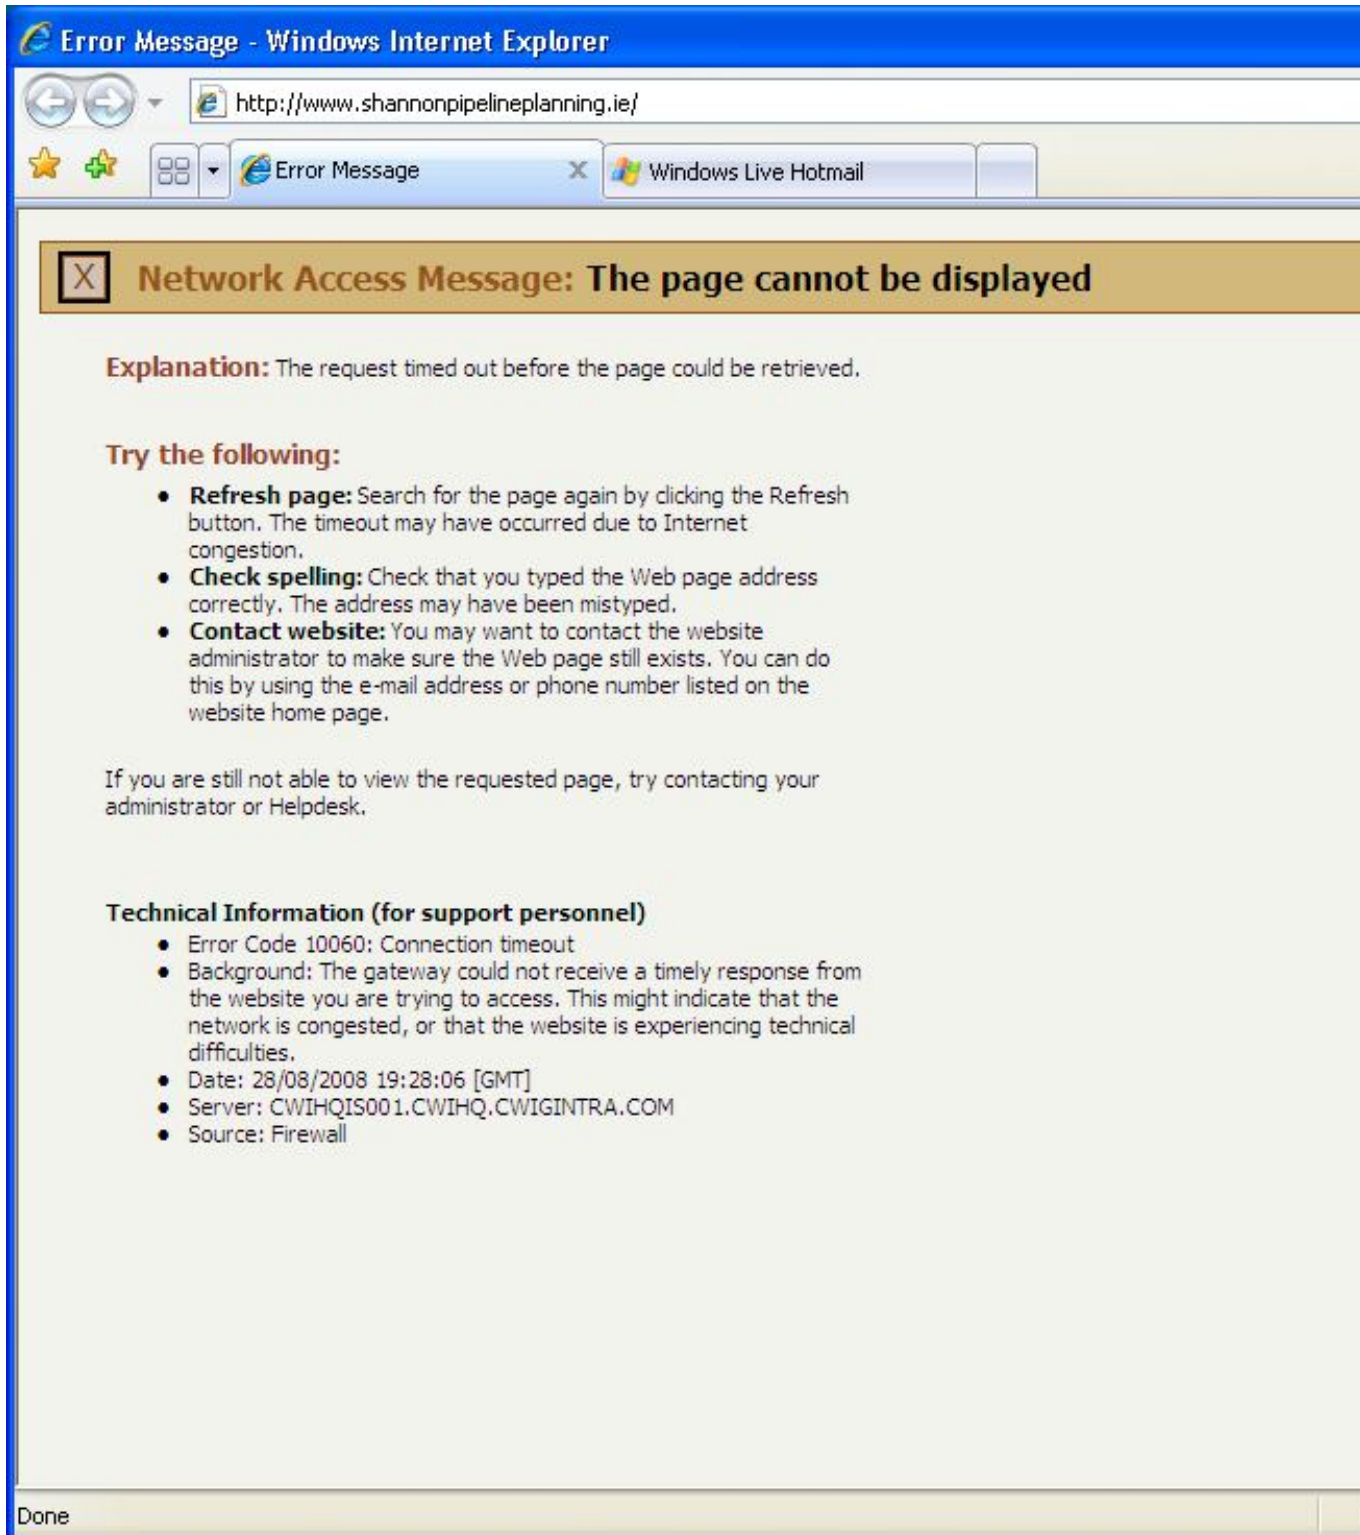 Error Message - Windows Internet Explorer
http://www.shannonpipelineplanning.ie/
Error Message
Windows Live Hotmail
X Network Access Message: The page cannot be displayed
Explanation: The request timed out before the page could be retrieved.
Try the following:
• Refresh page: Search for the page again by clicking the Refresh
button. The timeout may have occurred due to Internet
congestion.
• Check spelling: Check that you typed the Web page address
correctly. The address may have been mistyped.
• Contact website: You may want to contact the website
administrator to make sure the Web page still exists. You can do
this by using the e-mail address or phone number listed on the
website home page.
If you are still not able to view the requested page, try contacting your
administrator or Helpdesk.
Technical Information (for support personnel)
• Error Code 10060: Connection timeout
• Background: The gateway could not receive a timely response from
the website you are trying to access. This might indicate that the
network is congested, or that the website is experiencing technical
difficulties.
• Date: 28/08/2008 19:28:06 [GMT]
• Server: CWIHQIS001.CWIHQ.CWIGINTRA.COM
• Source: Firewall
Done